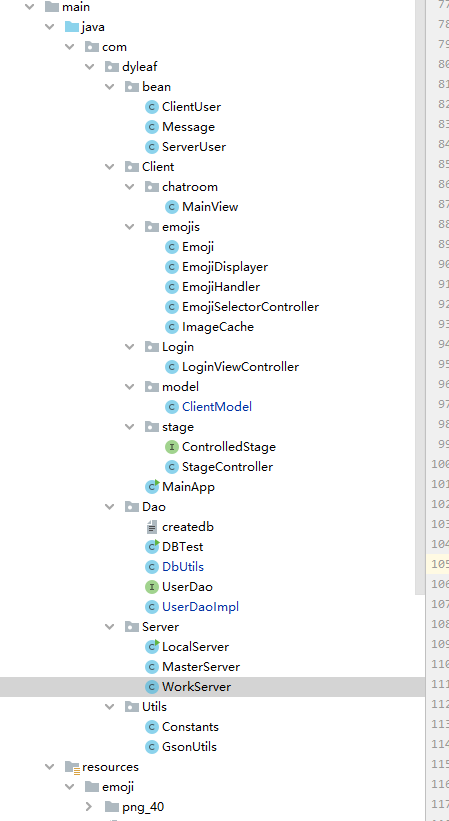 main
java
com
dyleaf
bean
ClientUser
Message
ServerUser
Client
chatroom
MainView
emojis
Emoji
EmojiDisplayer
EmojiHandler
EmojiSelectorController
ImageCache
Login
LoginViewController
model
ClientModel
stage
ControlledStage
StageController
MainApp
Dao
createdb
DBTest
DbUtils
UserDao
UserDaoImpl
Server
LocalServer
MasterServer
WorkServer
Utils
Constants
GsonUtils
resources
emoji
png_40
78
79
80
81
82
83
84
85
86
87
88
89
90
91
92
93
94
95
96
97
98
99
100
101
102
103
104
105
106
107
108
109
110
111
112
113
114
115
116
117